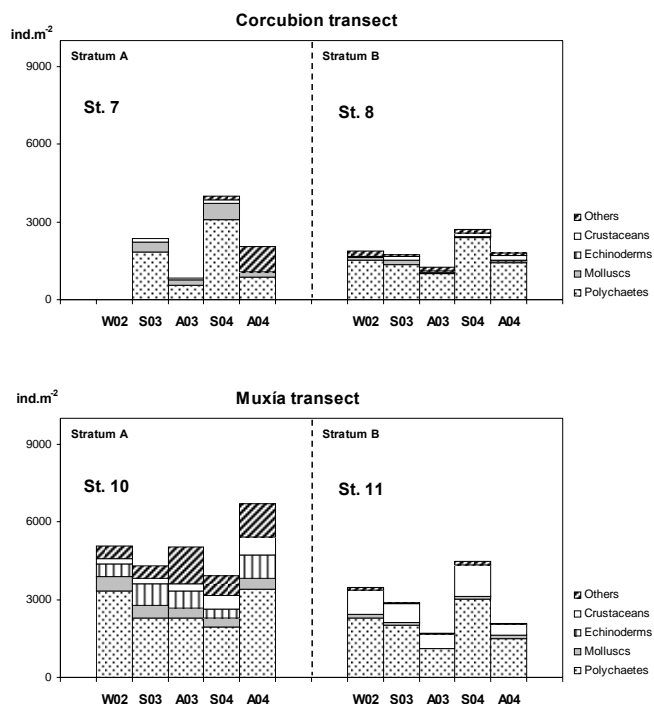 Corcubion transect
ind.m-2
Stratum A
Stratum B
9000
6000
3000
0
St. 7
St. 8
Others
Crustaceans
Echinoderms
Molluscs
Polychaetes
W02 S03 A03 S04 A04 W02 S03 A03 S04 A04
Muxía transect
ind.m-2
Stratum A
Stratum B
9000
6000
3000
0
St. 10
St. 11
Others
Crustaceans
Echinoderms
Molluscs
Polychaetes
W02 S03 A03 S04 A04 W02 S03 A03 S04 A04